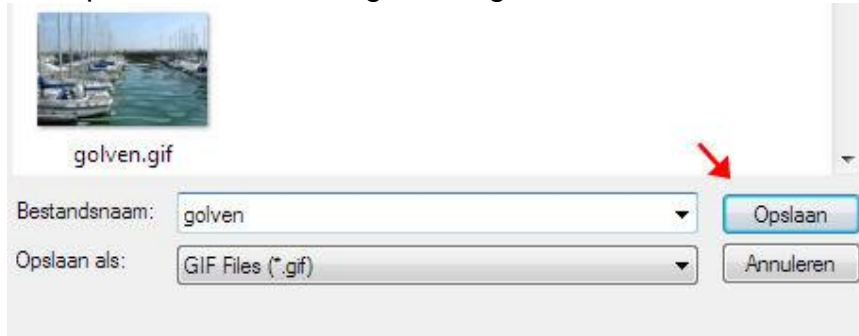 golven.gif
Bestandsnaam: golven Opslaan
Opslaan als: GIF Files (*.gif) Annuleren